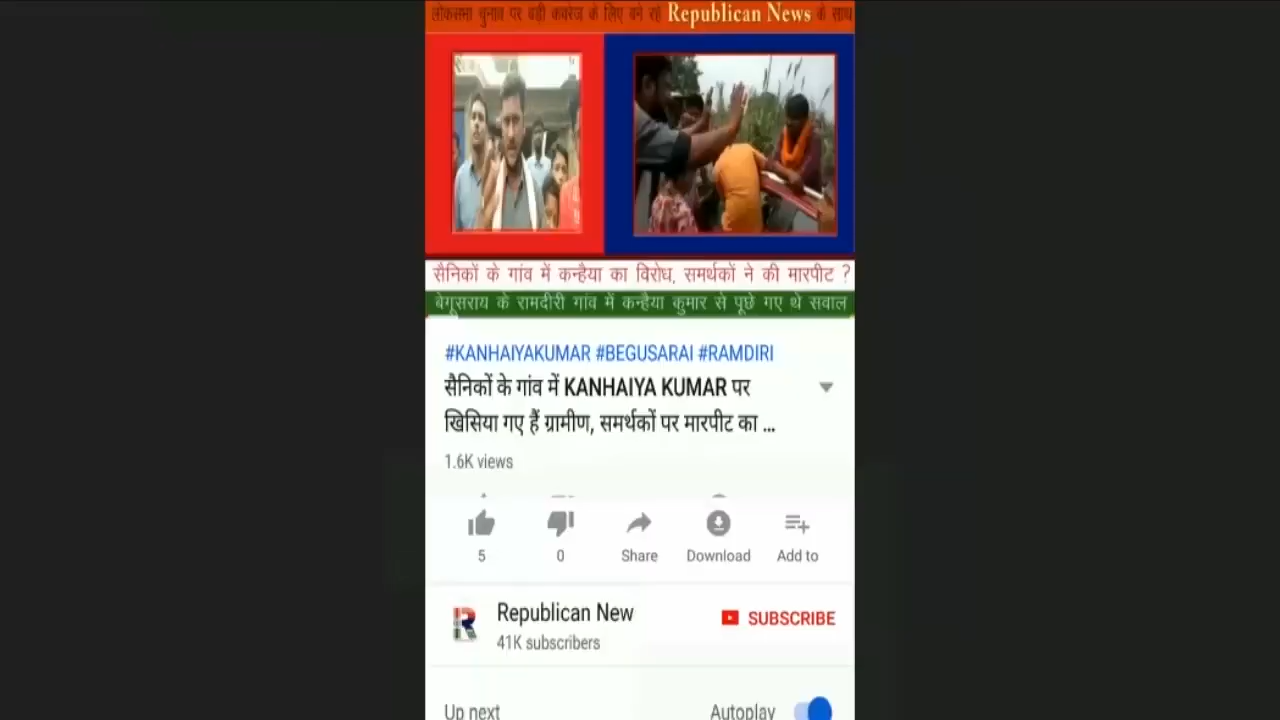 लोकसभा चुनाव पर बड़ी कवरेज के लिए बने रहें Republican News के साथ
सैनिकों के गांव में कन्हैया का विरोध, समर्थकों ने की मारपीट ?
बेगूसराय के रामदीरी गांव में कन्हैया कुमार से पूछे गए थे सवाल
#KANHAIYAKUMAR #BEGUSARAI #RAMDIRI
सैनिकों के गांव में KANHAIYA KUMAR पर
खिसिया गए हैं ग्रामीण, समर्थकों पर मारपीट का ...
1.6K views
5 0 Share Download Add to
Republican New SUBSCRIBE
41K subscribers
Up next Autoplay